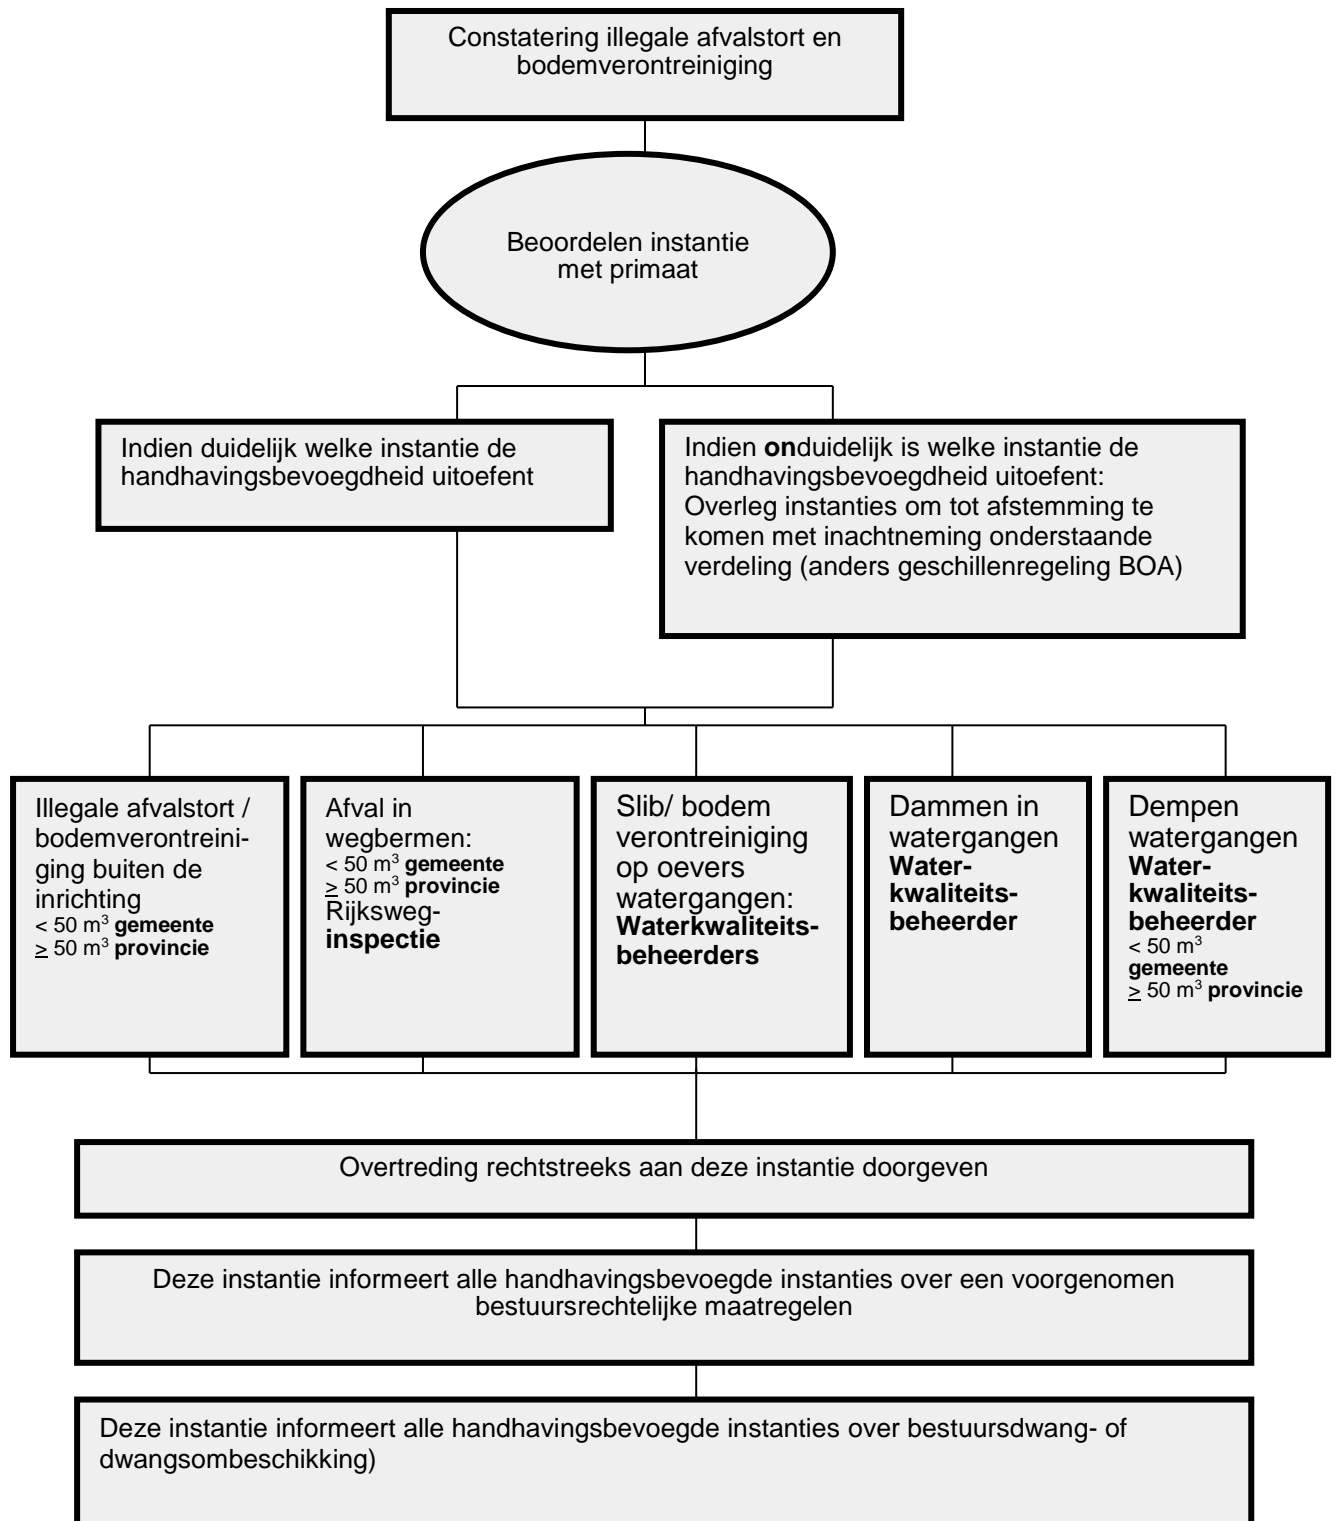 Constatering illegale afvalstort en
bodemverontreiniging
Beoordelen instantie
met primaat
Indien duidelijk welke instantie de
handhavingsbevoegdheid uitoefent
Indien onduidelijk is welke instantie de
handhavingsbevoegdheid uitoefent:
Overleg instanties om tot afstemming te
komen met inachtneming onderstaande
verdeling (anders geschillenregeling BOA)
Illegale afvalstort /
bodemverontreini-
ging buiten de
inrichting
< 50 m³ gemeente
≥ 50 m³ provincie
Afval in
wegbermen:
< 50 m³ gemeente
≥ 50 m³ provincie
Rijksweg-
inspectie
Slib/ bodem
verontreiniging
op oevers
watergangen:
Waterkwaliteits-
beheerders
Dammen in
watergangen
Water-
kwaliteits-
beheerder
Dempen
watergangen
Water-
kwaliteits-
beheerder
< 50 m³
gemeente
≥ 50 m³ provincie
Overtreding rechtstreeks aan deze instantie doorgeven
Deze instantie informeert alle handhavingsbevoegde instanties over een voorgenomen
bestuursrechtelijke maatregelen
Deze instantie informeert alle handhavingsbevoegde instanties over bestuursdwang- of
dwangsombeschikking)